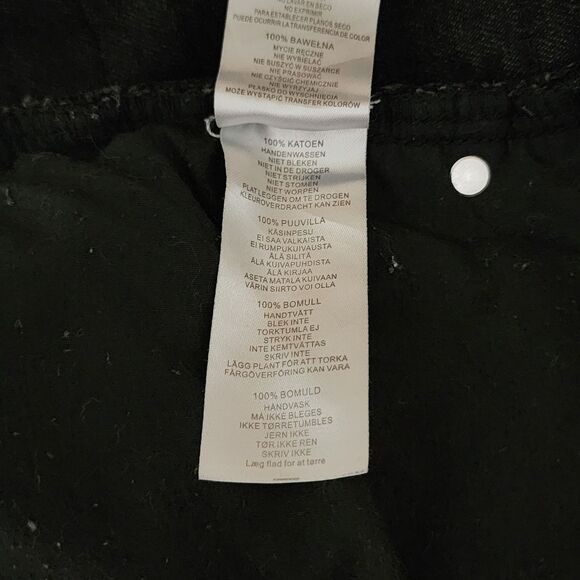 NO LAVAR EN SECO
NO EXPRIMIR
PARA ESTABLECER PLANOS SECO
PUEDE OCURRIR LA TRANSFERENCIA DE COLOR
100% BAWEŁNA
MYCIE RĘCZNE
NIE WYBIELAĆ
NIE SUSZYĆ W SUSZARCE
NIE PRASOWAĆ
NIE CZYŚCIĆ CHEMICZNIE
NIE WYRZYJAJ
PŁASKO DO WYSCHNIĘCIA
MOŻE WYSTĄPIĆ TRANSFER KOLORÓW
100% KATOEN
HANDENWASSEN
NIET BLEKEN
NIET IN DE DROGER
NIET STRIJKEN
NIET STOMEN
NIET WORPEN
PLAT LEGGEN OM TE DROGEN
KLEUROVERDRACHT KAN ZIEN
100% PUUVILLA
KÄSINPESU
EI SAA VALKAISTA
EI RUMPUKUIVAUSTA
ÄLÄ SILITÄ
ÄLÄ KUIVAPUHDISTA
ÄLÄ KIRJAA
ASETA MATALA KUIVAAN
VÄRIN SIIRTO VOI OLLA
100% BOMULL
HANDTVÄTT
BLEK INTE
TORKTUMLA EJ
STRYK INTE
INTE KEMTVÄTTAS
SKRIV INTE
LÄGG PLANT FÖR ATT TORKA
FÄRGÖVERFÖRING KAN VARA
100% BOMULD
HANDVASK
MÅ IKKE BLEGES
IKKE TØRRETUMBLES
JERN IKKE
TØR IKKE REN
SKRIV IKKE
Læg flad for at tørre